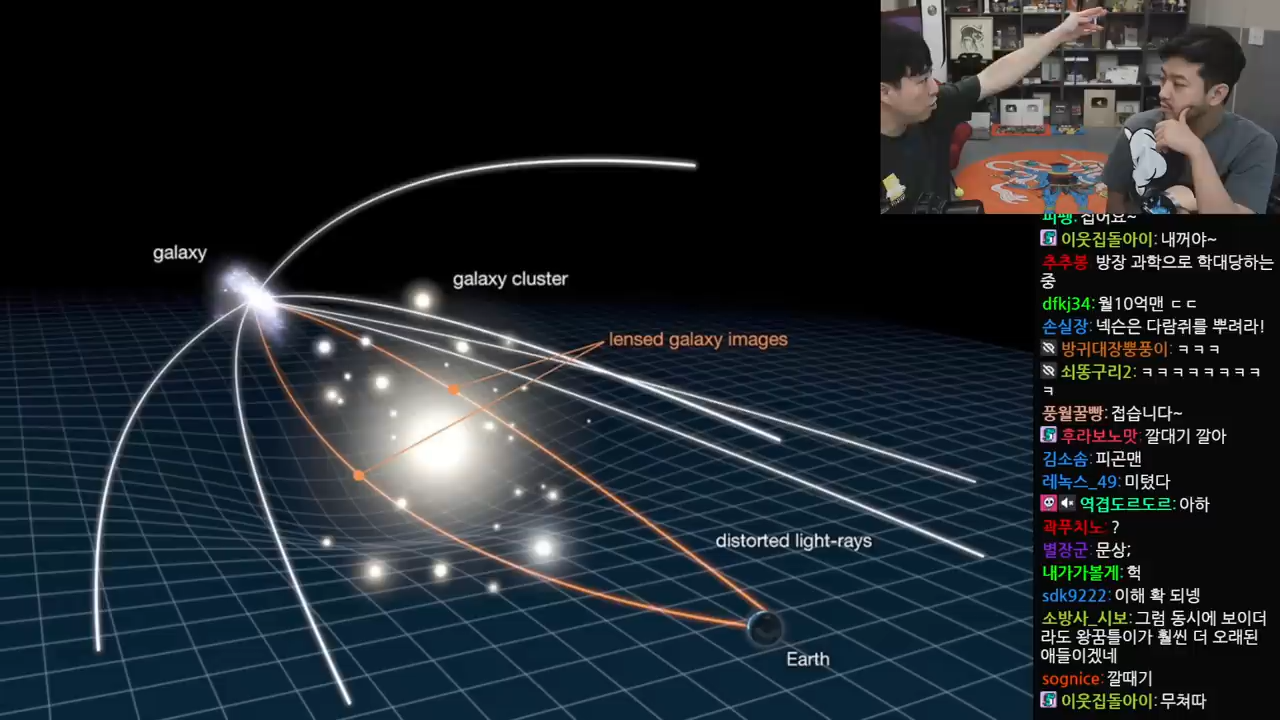 galaxy
galaxy cluster
lensed galaxy images
distorted light-rays
Earth
피팽: 접어요~
이웃집돌아이: 내꺼야~
추추봉 방장 과학으로 학대당하는
중
dfkj34: 월10억맨 ㄷㄷ
손실장: 넥슨은 다람쥐를 뿌려라!
방귀대장뿡풍이: ㅋㅋㅋ
쇠똥구리2: ㅋㅋㅋㅋㅋㅋㅋㅋ
ㅋ
풍월꿀빵: 접습니다~
후라보노맛: 깔대기 깔아
김소솜: 피곤맨
레녹스_49: 미텼다
역겹도르도르: 아하
곽푸치노: ?
별장군: 문상;
내가가볼게: 헉
sdk9222: 이해 확 되넹
소방사_시보: 그럼 동시에 보이더
라도 왕꿈틀이가 훨씬 더 오래된
애들이겠네
sognice: 깔때기
이웃집돌아이: 무쳐따